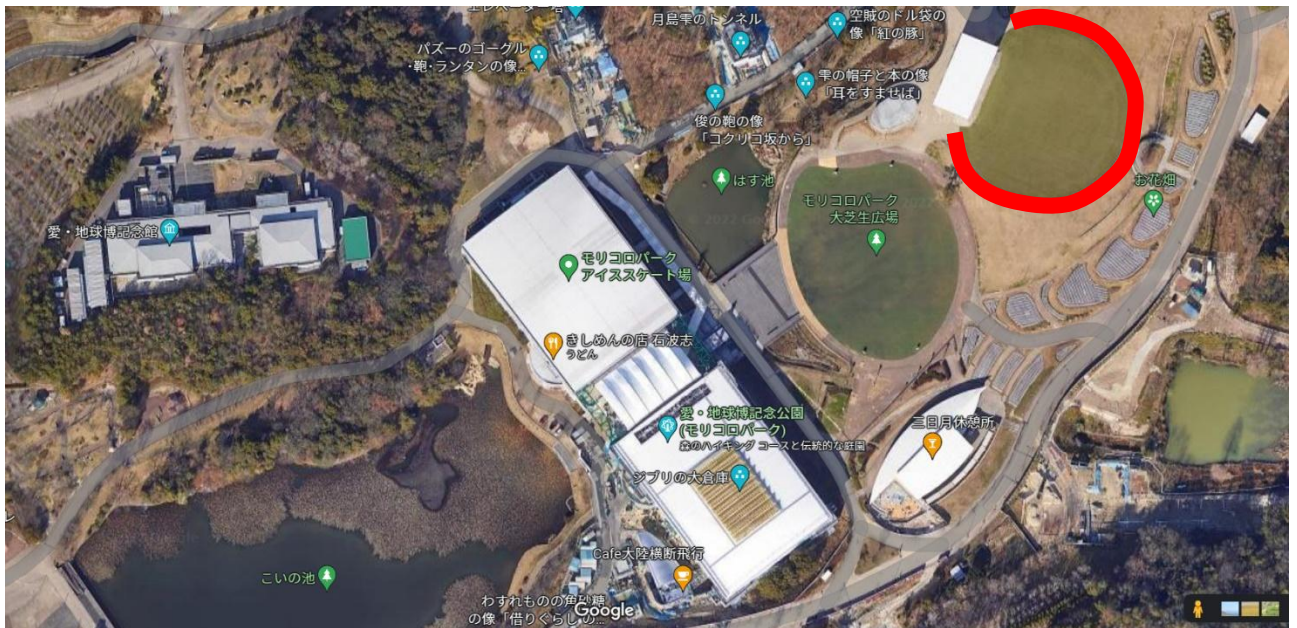 月島雫のトンネル
空賊のドル袋の
像「紅の豚」
パズーのゴーグル
・鞄・ランタンの像...
雫の帽子と本の像
「耳をすませば」
俊の鞄の像
「コクリコ坂から」
はす池
お花畑
モリコロパーク
大芝生広場
愛・地球博記念館
モリコロパーク
アイススケート場
きしめんの店 石波志
うどん
愛・地球博記念公園
(モリコロパーク)
森のハイキング コースと伝統的な庭園
三日月休憩所
ジブリの大倉庫
Cafe大陸横断飛行
こいの池
わすれものの角砂糖
の像「借りぐらしの...
Google